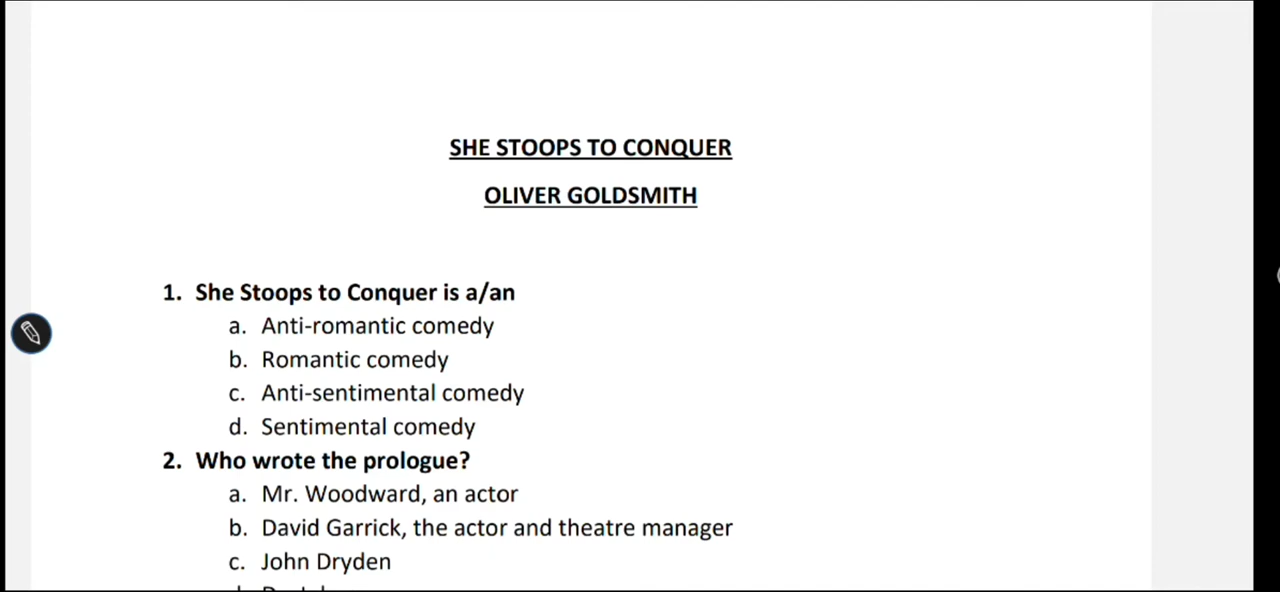 SHE STOOPS TO CONQUER
OLIVER GOLDSMITH
1. She Stoops to Conquer is a/an
a. Anti-romantic comedy
b. Romantic comedy
c. Anti-sentimental comedy
d. Sentimental comedy
2. Who wrote the prologue?
a. Mr. Woodward, an actor
b. David Garrick, the actor and theatre manager
c. John Dryden